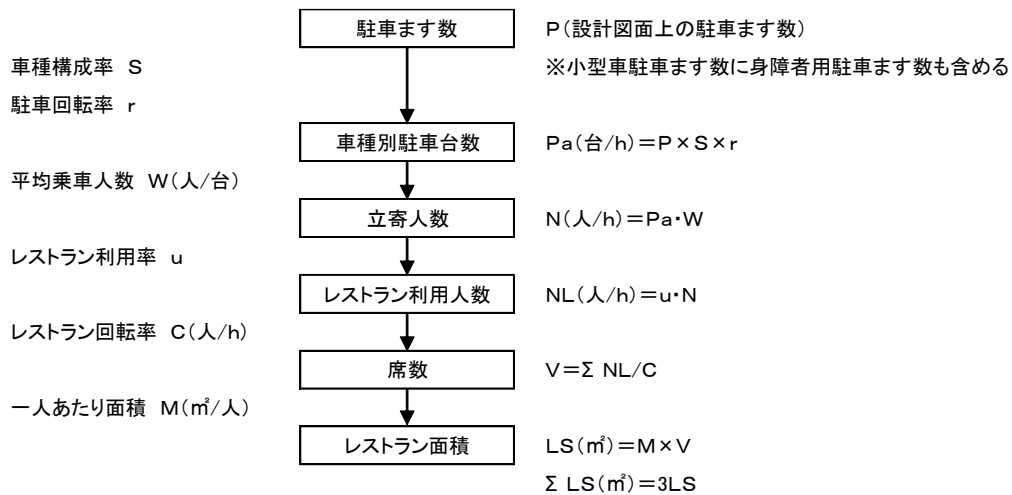 駐車ます数 P(設計図面上の駐車ます数)
車種構成率 S ※小型車駐車ます数に身障者用駐車ます数も含める
駐車回転率 r
車種別駐車台数 Pa(台/h)=P×S×r
平均乗車人数 W(人/台)
立寄人数 N(人/h)=Pa・W
レストラン利用率 u
レストラン利用人数 NL(人/h)=u・N
レストラン回転率 C(人/h)
席数 V=Σ NL/C
一人あたり面積 M(㎡/人)
レストラン面積 LS(㎡)=M×V
Σ LS(㎡)=3LS